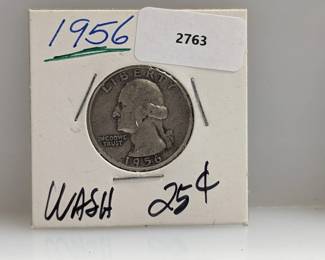 1956
2763
LIBERTY
IN GOD WE
TRUST
1956
WASH 25¢